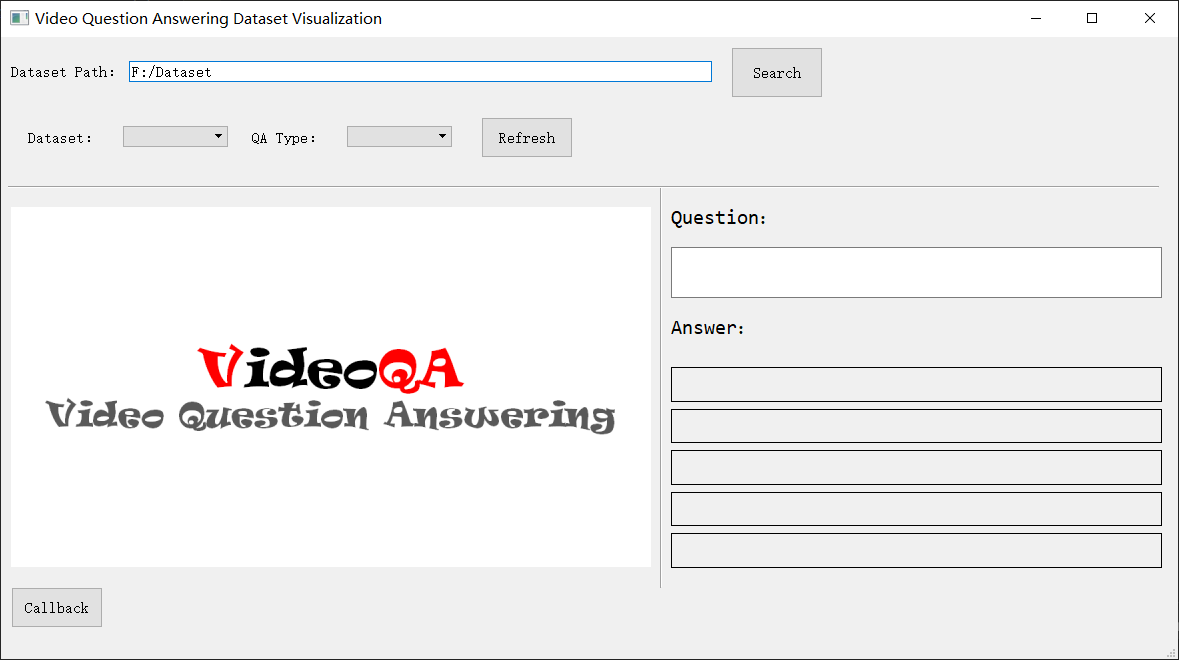 Video Question Answering Dataset Visualization
Dataset Path: F:/Dataset Search
Dataset: QA Type: Refresh
Question:
VideoQA
Video Question Answering
Answer:
Callback